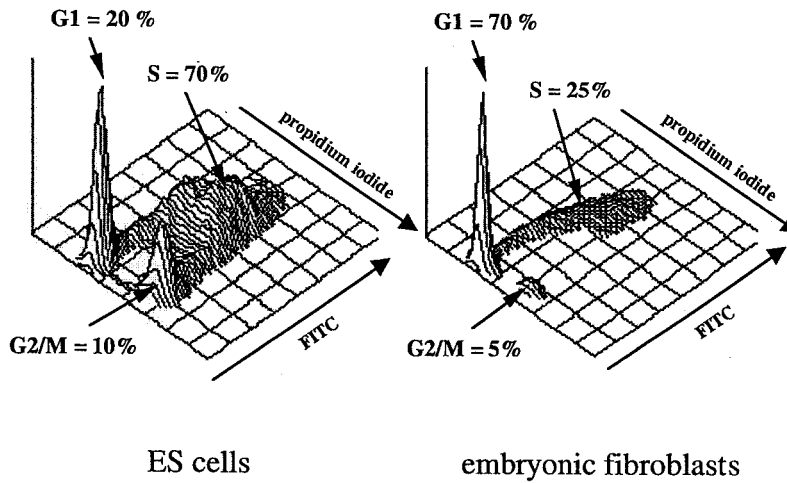 G1 = 20 %
S = 70%
propidium iodide
G2/M = 10%
FITC
ES cells
G1 = 70 %
S = 25%
propidium iodide
G2/M = 5%
FITC
embryonic fibroblasts